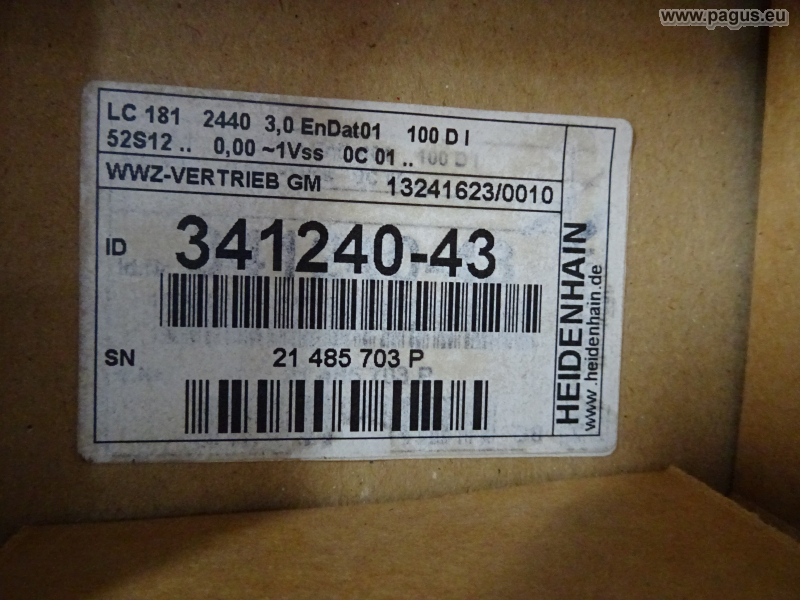 www.pagus.eu
LC 181 2440 3,0 EnDat01 100 D I
52S12 .. 0,00 ~1Vss 0C 01 ..
WWZ-VERTRIEB GM 13241623/0010
ID 341240-43
SN 21 485 703 P
HEIDENHAIN
www.heidenhain.de